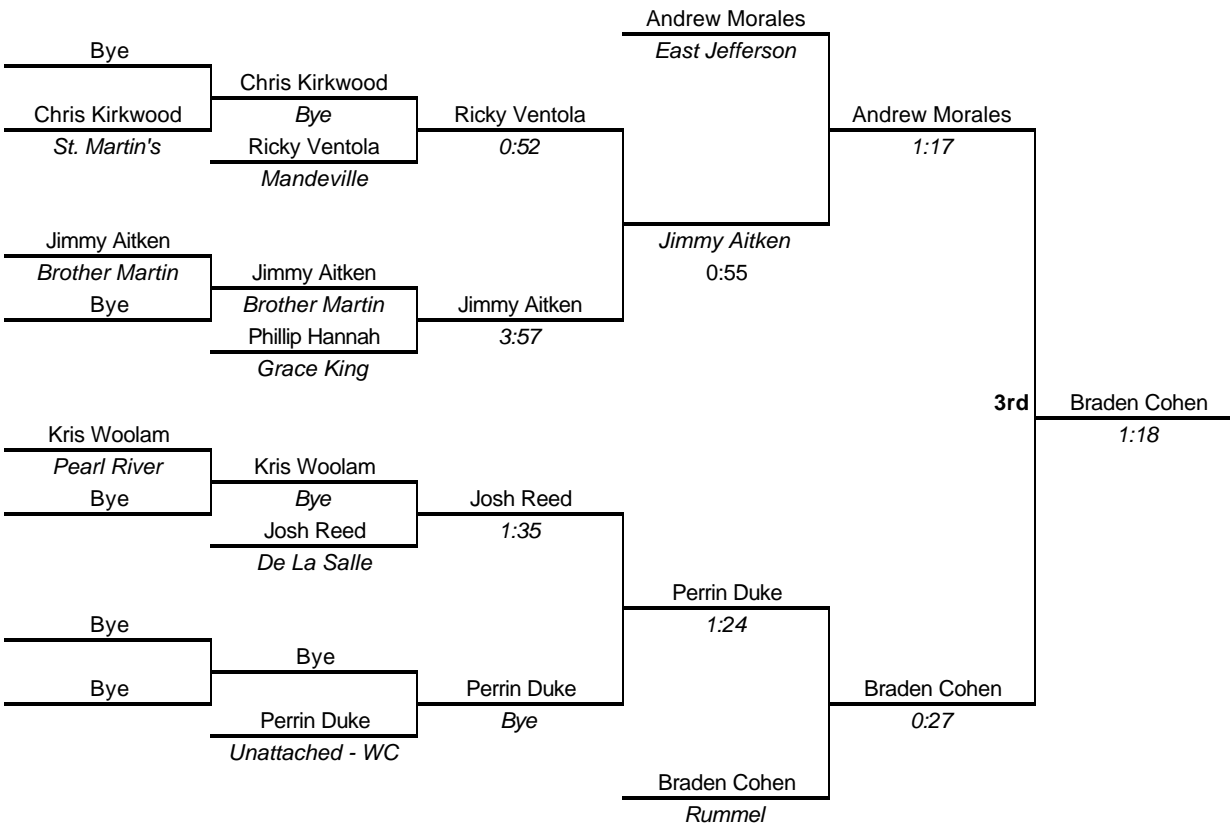 Andrew Morales
East Jefferson
Bye
Chris Kirkwood
Chris Kirkwood
Bye
Ricky Ventola
Andrew Morales
St. Martin's
Ricky Ventola
0:52
1:17
Mandeville
Jimmy Aitken
Jimmy Aitken
Brother Martin
Jimmy Aitken
0:55
Bye
Brother Martin
Jimmy Aitken
Phillip Hannah
3:57
Grace King
3rd
Braden Cohen
1:18
Kris Woolam
Pearl River
Kris Woolam
Bye
Bye
Josh Reed
Josh Reed
1:35
De La Salle
Perrin Duke
1:24
Bye
Bye
Bye
Perrin Duke
Braden Cohen
Perrin Duke
Bye
0:27
Unattached - WC
Braden Cohen
Rummel